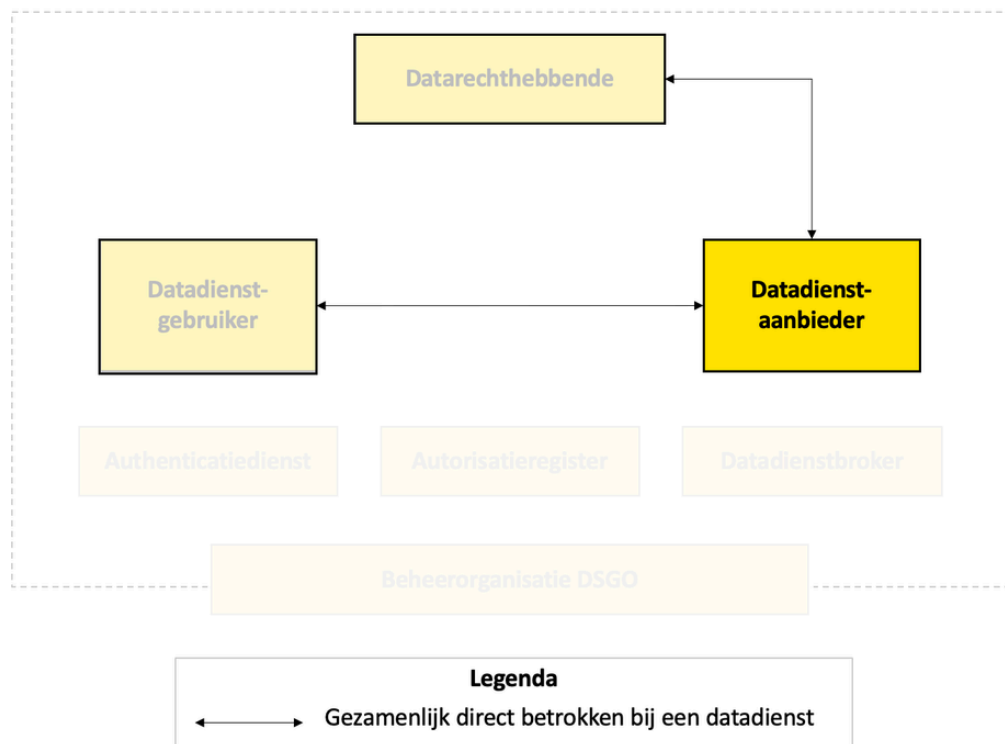 Datarechthebbende
Datadienst-
gebruiker
Datadienst-
aanbieder
Authenticatiedienst
Autorisatieregister
Datadienstbroker
Beheerorganisatie DSGO
Legenda
Gezamenlijk direct betrokken bij een datadienst